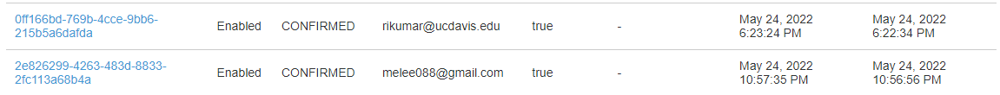 0ff166bd-769b-4cce-9bb6-
215b5a6dafda
Enabled
CONFIRMED
rikumar@ucdavis.edu
true
-
May 24, 2022
6:23:24 PM
May 24, 2022
6:22:34 PM
2e826299-4263-483d-8833-
2fc113a68b4a
Enabled
CONFIRMED
melee088@gmail.com
true
-
May 24, 2022
10:57:35 PM
May 24, 2022
10:56:56 PM